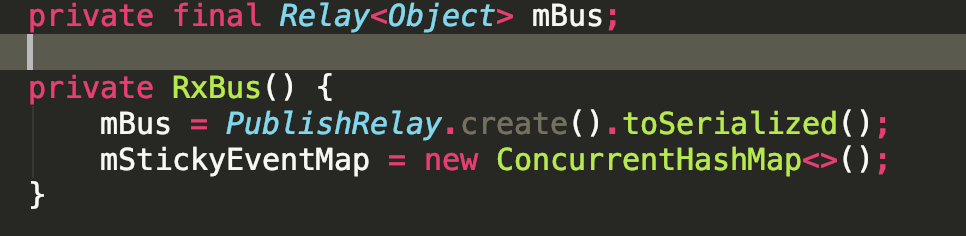 private final Relay<Object> mBus;
private RxBus() {
mBus = PublishRelay.create().toSerialized();
mStickyEventMap = new ConcurrentHashMap<>();
}